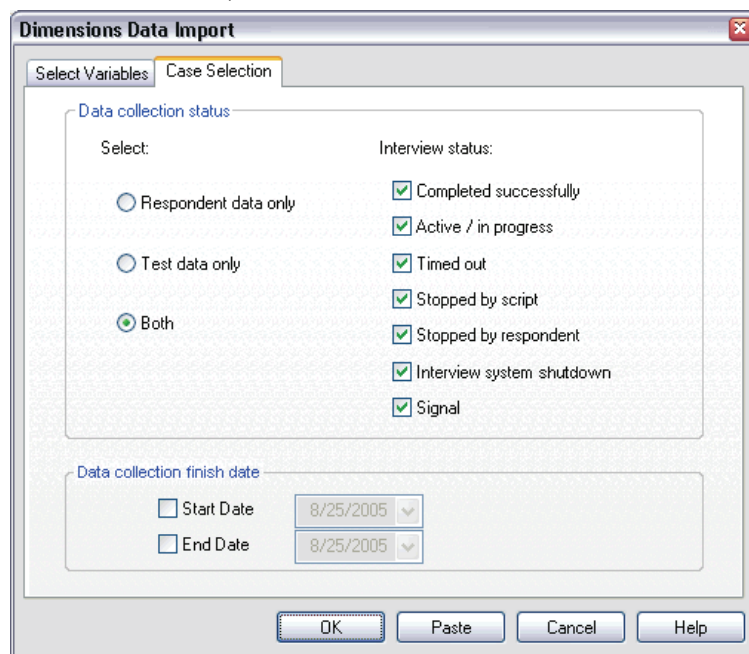 Dimensions Data Import
Select Variables Case Selection
Data collection status
Select: Interview status:
Respondent data only
Completed successfully
Active / in progress
Test data only
Timed out
Stopped by script
Both
Stopped by respondent
Interview system shutdown
Signal
Data collection finish date
Start Date 8/25/2005
End Date 8/25/2005
OK Paste Cancel Help